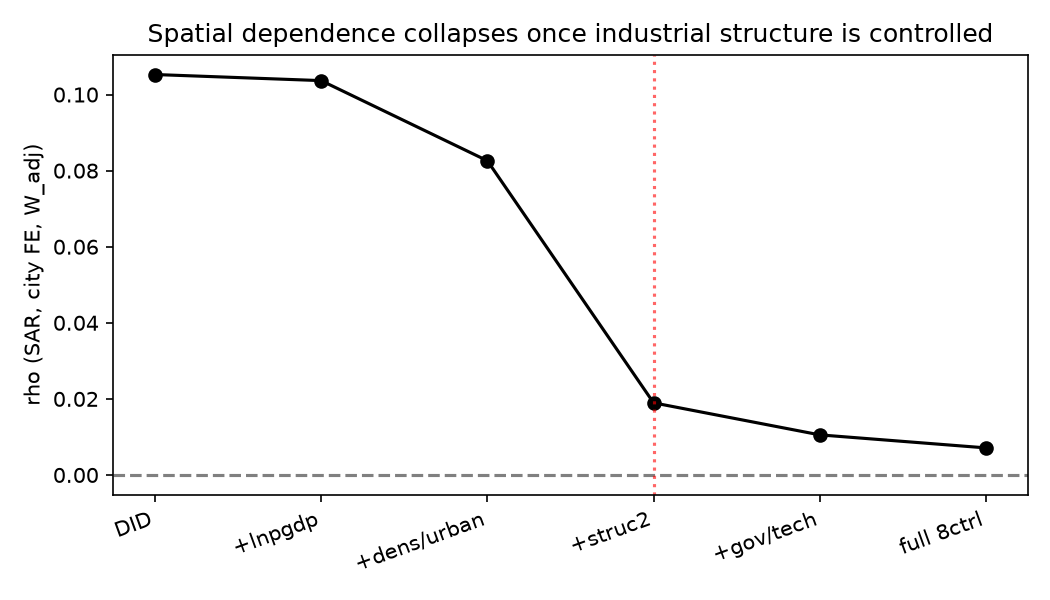 Spatial dependence collapses once industrial structure is controlled
rho (SAR, city FE, W_adj)
0.10
0.08
0.06
0.04
0.02
0.00
DID
+lnpgdp
+dens/urban
+struc2
+gov/tech
full 8ctrl